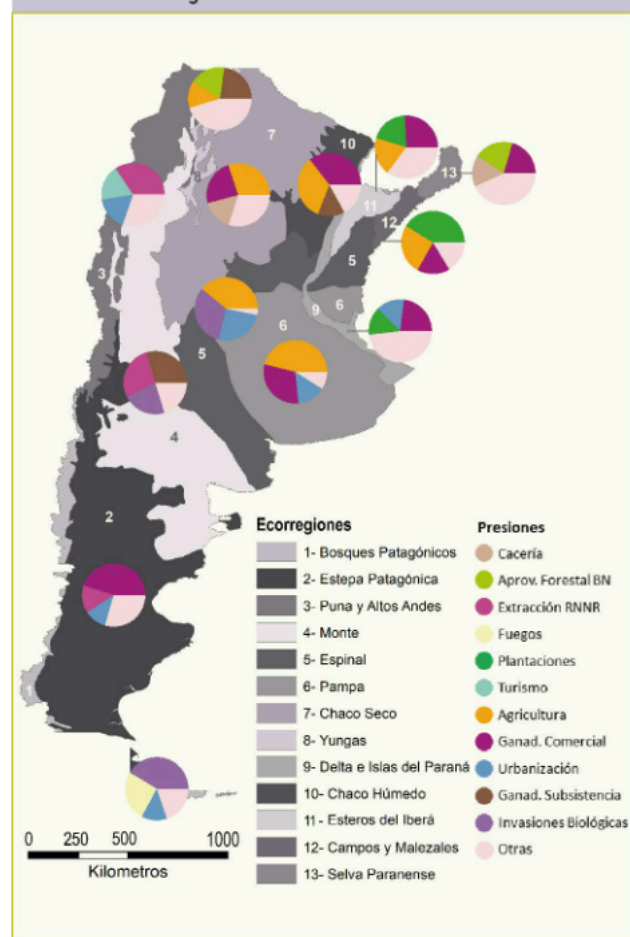 10
7
13
8
11
12
3
5
9
6
6
5
4
2
1
Ecorregiones
1- Bosques Patagónicos
2- Estepa Patagónica
3- Puna y Altos Andes
4- Monte
5- Espinal
6- Pampa
7- Chaco Seco
8- Yungas
9- Delta e Islas del Paraná
10- Chaco Húmedo
11- Esteros del Iberá
12- Campos y Malezales
13- Selva Paranense
Presiones
Cacería
Aprov. Forestal BN
Extracción RNNR
Fuegos
Plantaciones
Turismo
Agricultura
Ganad. Comercial
Urbanización
Ganad. Subsistencia
Invasiones Biológicas
Otras
0 250 500 1000
Kilometros